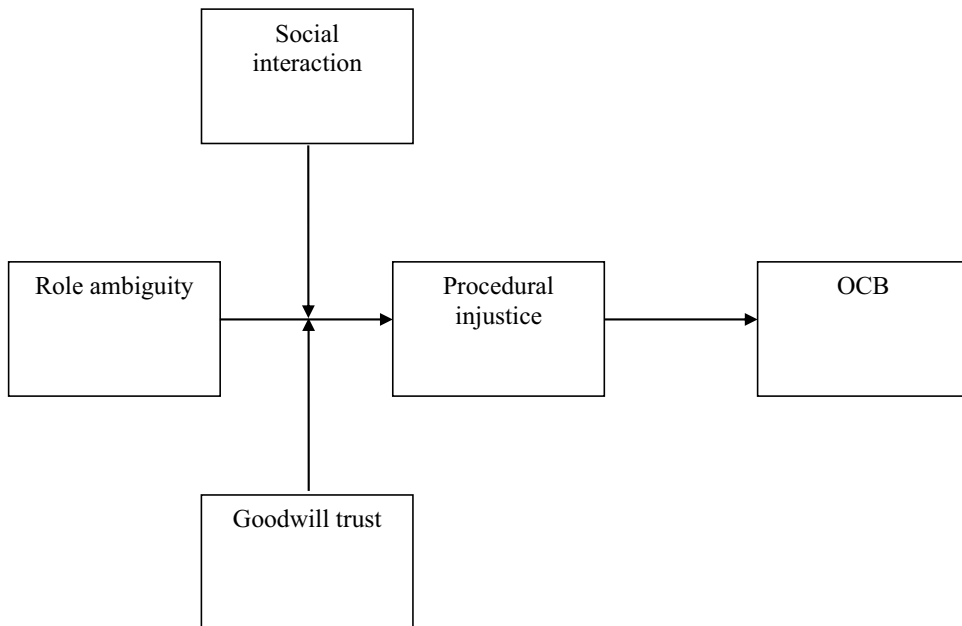 Social
interaction
Role ambiguity
Procedural
injustice
OCB
Goodwill trust